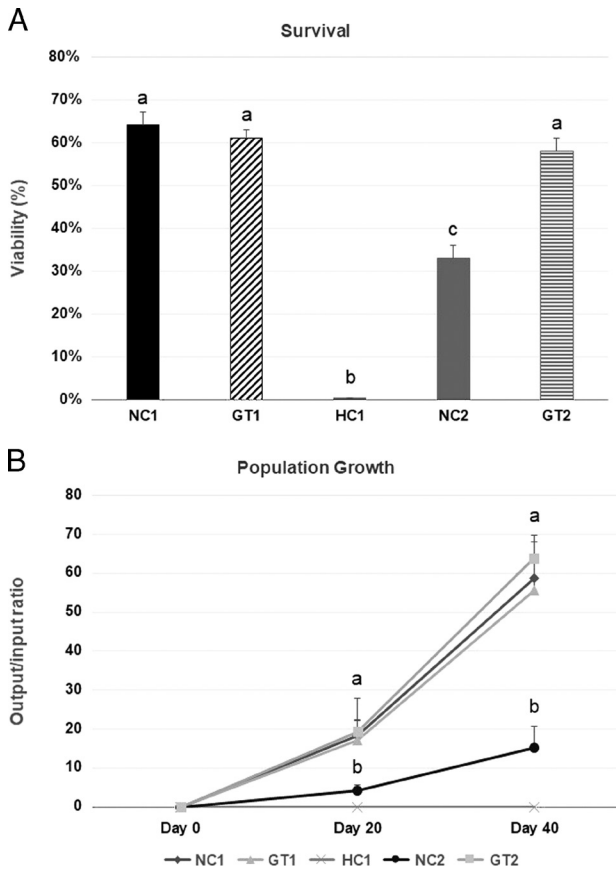 A
Survival
Viability (%)
80%
70%
60%
50%
40%
30%
20%
10%
0%
a
a
b
c
a
NC1 GT1 HC1 NC2 GT2
B
Population Growth
Output/input ratio
80
70
60
50
40
30
20
10
0
a
b
a
b
Day 0 Day 20 Day 40
NC1 GT1 HC1 NC2 GT2